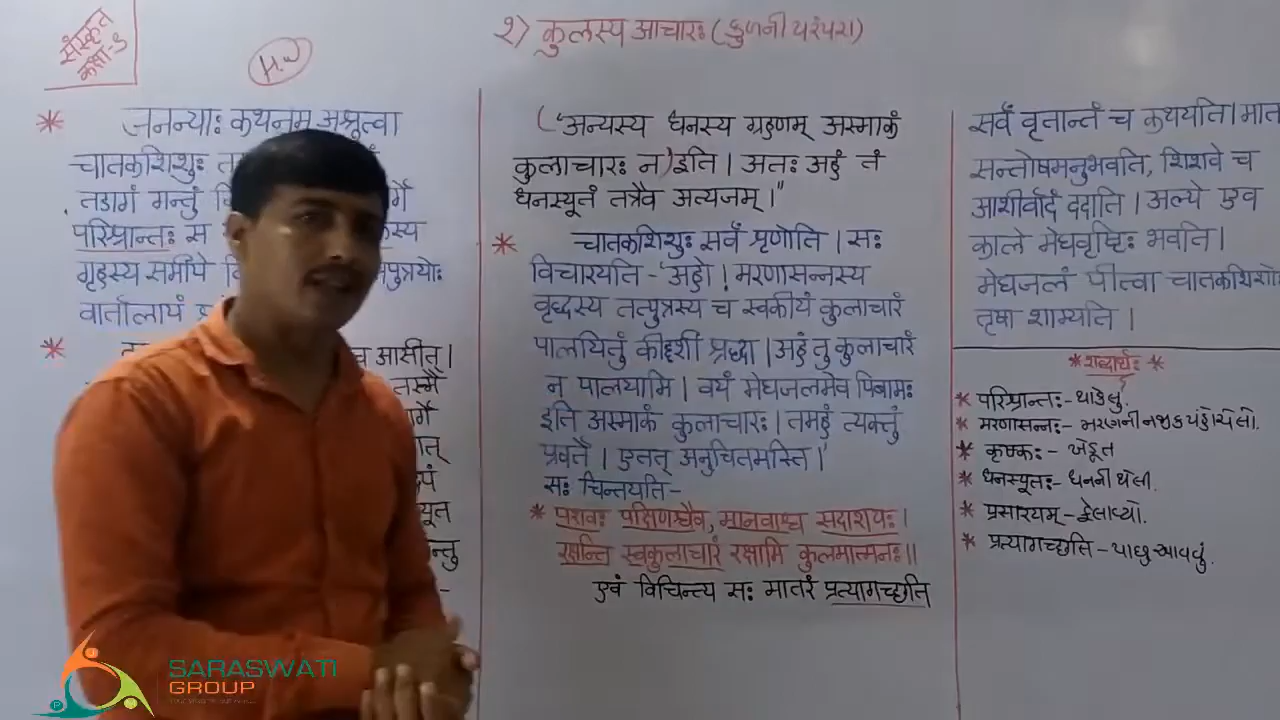 संस्कृत
कक्षा-९
H.W
१) कुलस्य आचारः (કુળની પરંપરા)
* जनन्याः कथनम् अश्रुत्वा
चातकशिशुः
तडागं गन्तुं
परिश्रान्तः स
गृहस्य समीपे
वार्तालापं
* आसीत् ।
तस्मै
("अन्यस्य धनस्य ग्रहणम् अस्माकं
कुलाचारः न) इति । अतः अहं तं
धनस्यूतं तत्रैव अत्यजम् ।"
* चातकशिशुः सर्वं श्रृणोति । सः
विचारयति - 'अहो ! मरणासन्नस्य
वृद्धस्य तत्पुत्रस्य च स्वकीयं कुलाचारं
पालयितुं कीदृशी श्रद्धा । अहं तु कुलाचारं
न पालयामि । वयं मेघजलमेव पिबामः
इति अस्माकं कुलाचारः । तमहं त्यक्तुं
प्रवर्ते । एतत् अनुचितमस्ति ।'
सः चिन्तयति -
* पशवः पक्षिणश्चैव, मानवाश्च सदाशयः ।
रक्षन्ति स्वकुलाचारं रक्षामि कुलमात्मनः ॥
एवं विचिन्त्य सः मातरं प्रत्यागच्छति
सर्वं वृतान्तं च कथयति । मात
सन्तोषमनुभवति, शिशवे च
आशीर्वादं ददाति । अल्पे एव
काले मेघवृष्टिः भवति ।
मेघजलं पीत्वा चातकशिशो
तृषा शाम्यति ।
* शब्दार्थः *
* परिश्रान्तः - થાકેલું.
* मरणासन्नः - મરણની નજીક પહોંચેલો.
* कृषकः - ખેડૂત
* धनस्यूतः - ધનની થેલી.
* प्रसारयम् - ફેલાવ્યો.
* प्रत्यागच्छति - પાછુ આવવું.
SARASWATI
GROUP